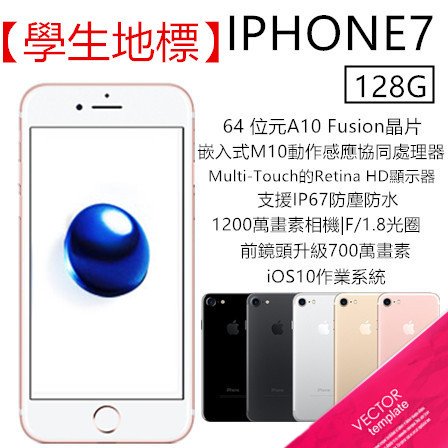 【學生地標】
IPHONE7
128G
64 位元A10 Fusion晶片
嵌入式M10動作感應協同處理器
Multi-Touch的Retina HD顯示器
支援IP67防塵防水
1200萬畫素相機|F/1.8光圈
前鏡頭升級700萬畫素
iOS10作業系統
VECTOR
template